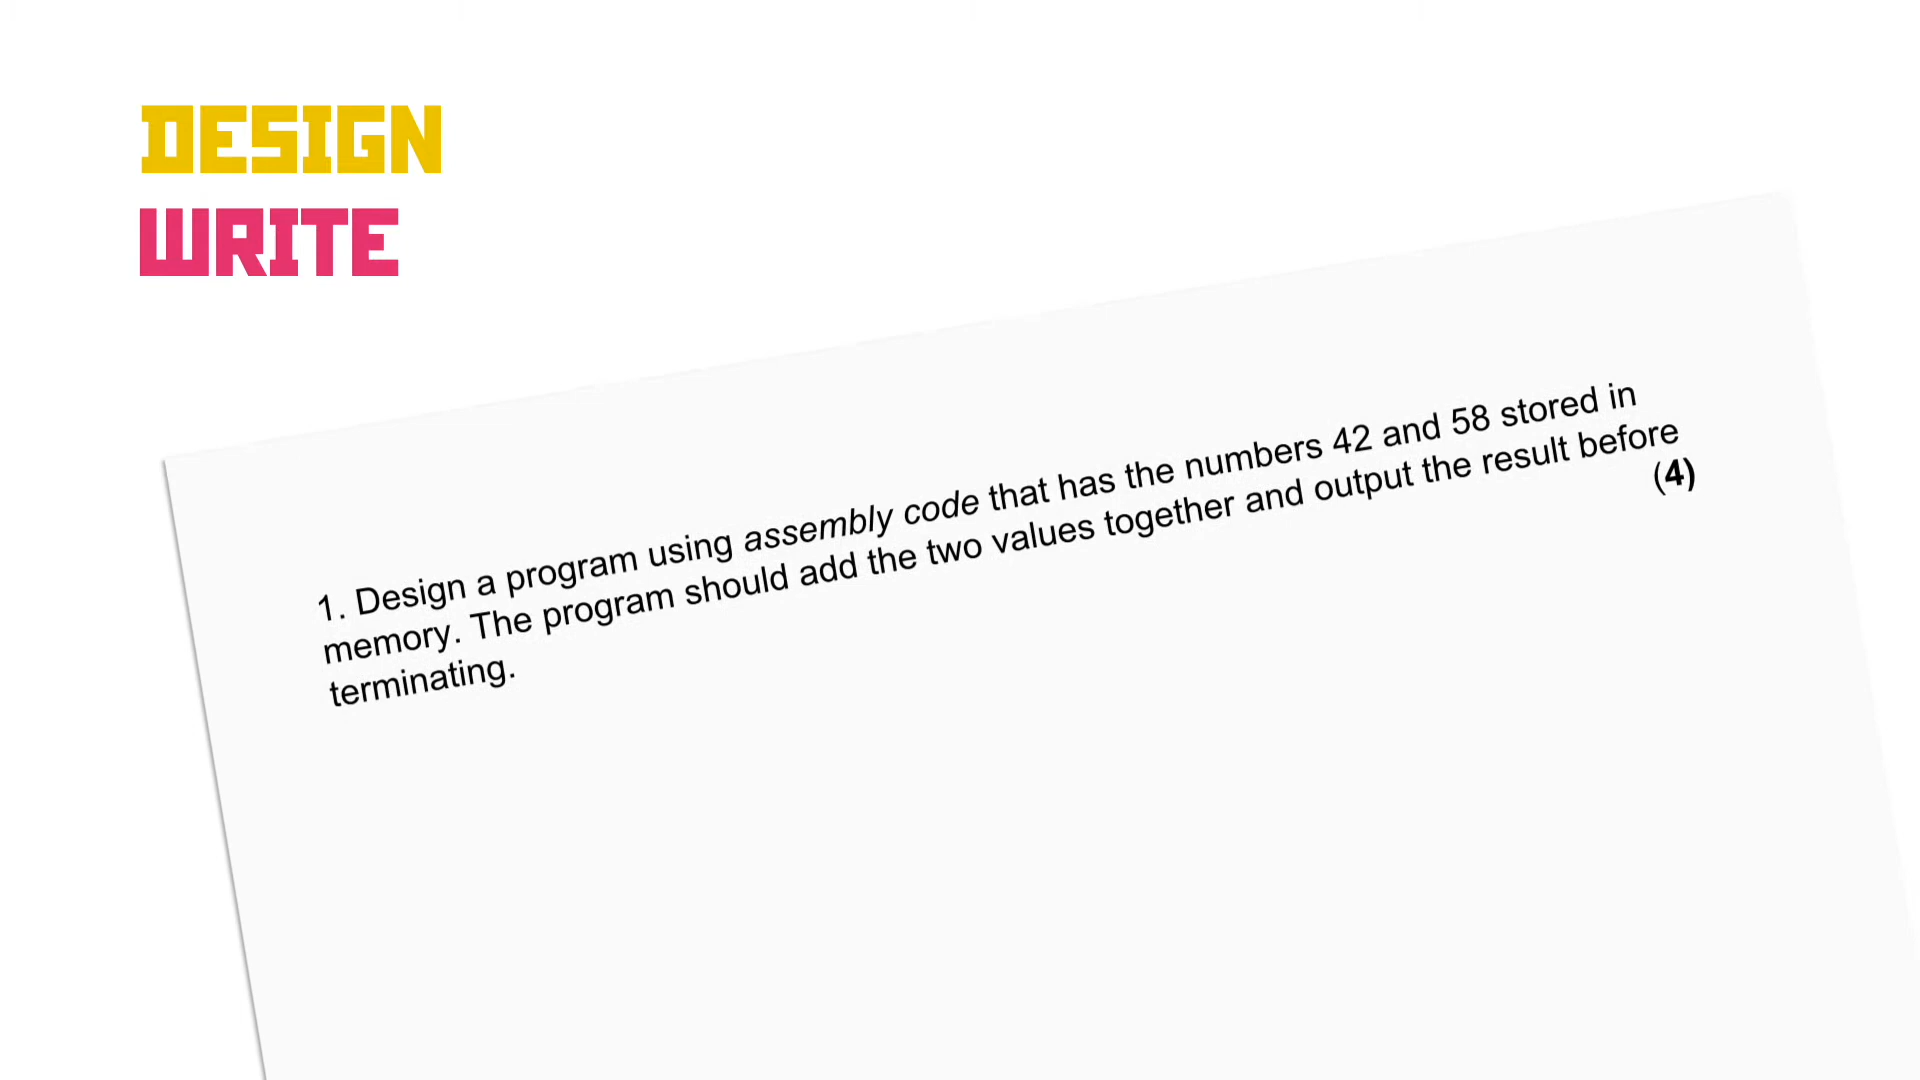 DESIGN
WRITE
1. Design a program using assembly code that has the numbers 42 and 58 stored in
memory. The program should add the two values together and output the result before
terminating.
(4)